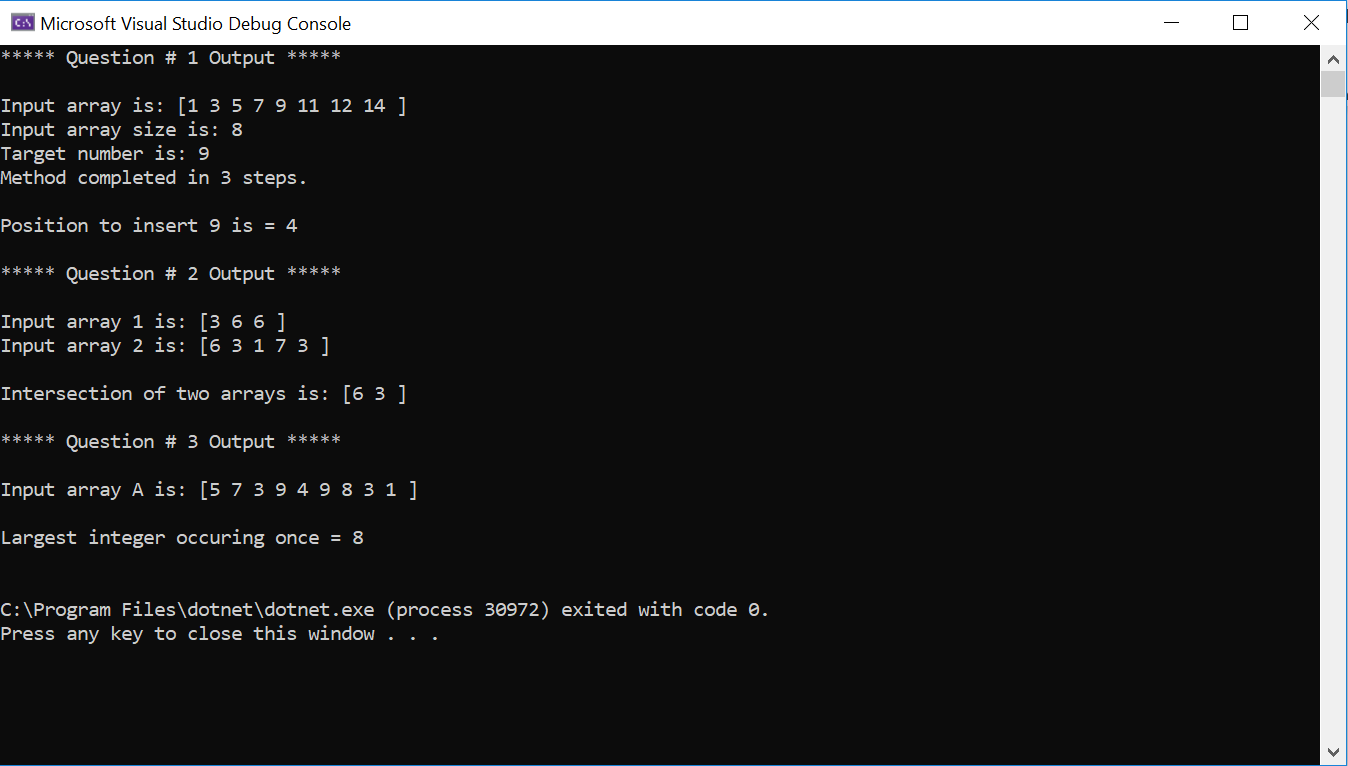 Microsoft Visual Studio Debug Console
***** Question # 1 Output *****
Input array is: [1 3 5 7 9 11 12 14 ]
Input array size is: 8
Target number is: 9
Method completed in 3 steps.
Position to insert 9 is = 4
***** Question # 2 Output *****
Input array 1 is: [3 6 6 ]
Input array 2 is: [6 3 1 7 3 ]
Intersection of two arrays is: [6 3 ]
***** Question # 3 Output *****
Input array A is: [5 7 3 9 4 9 8 3 1 ]
Largest integer occuring once = 8
C:\Program Files\dotnet\dotnet.exe (process 30972) exited with code 0.
Press any key to close this window . . .